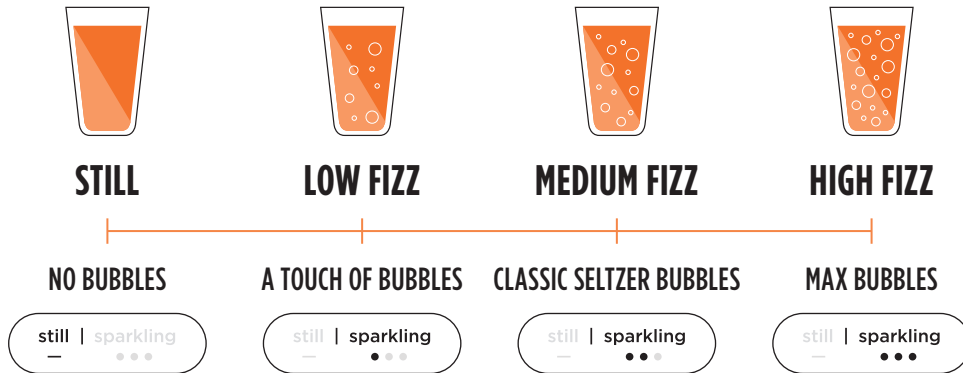 STILL
LOW FIZZ
MEDIUM FIZZ
HIGH FIZZ
NO BUBBLES
A TOUCH OF BUBBLES
CLASSIC SELTZER BUBBLES
MAX BUBBLES
still | sparkling
still | sparkling
still | sparkling
still | sparkling